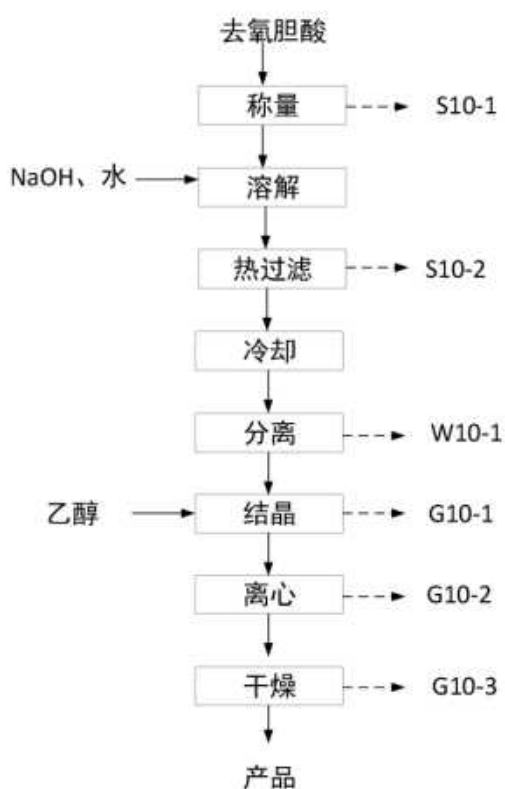 去氧胆酸
称量
S10-1
NaOH、水
溶解
热过滤
S10-2
冷却
分离
W10-1
乙醇
结晶
G10-1
离心
G10-2
干燥
G10-3
产品